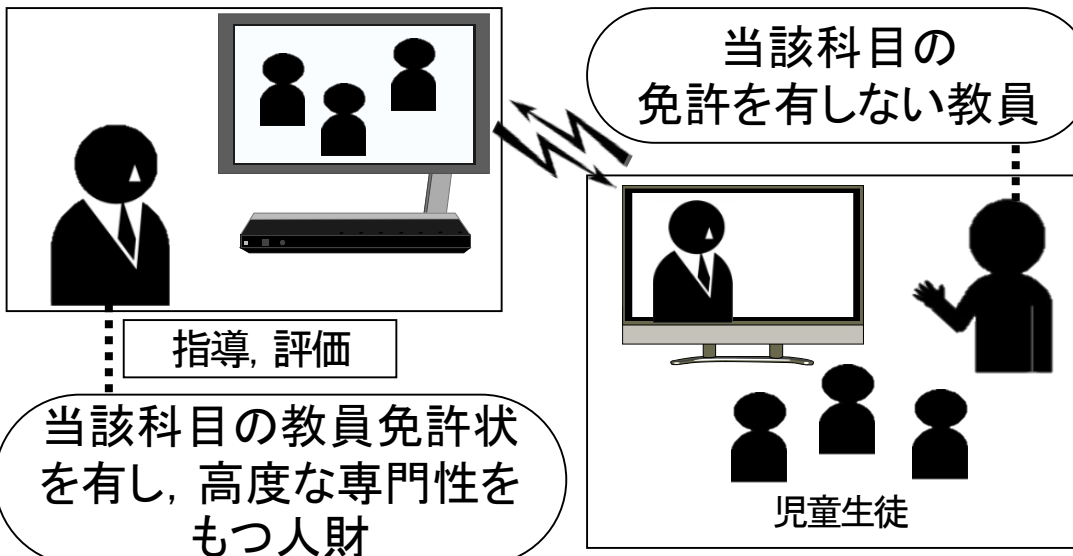 当該科目の
免許を有しない教員
指導, 評価
当該科目の教員免許状
を有し, 高度な専門性を
もつ人財
児童生徒